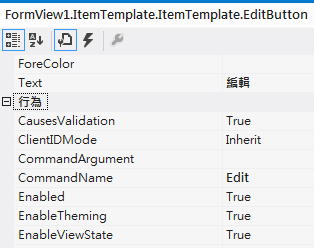 FormView1.ItemTemplate.ItemTemplate.EditButton
ForeColor
Text 編輯
行為
CausesValidation True
ClientIDMode Inherit
CommandArgument
CommandName Edit
Enabled True
EnableTheming True
EnableViewState True